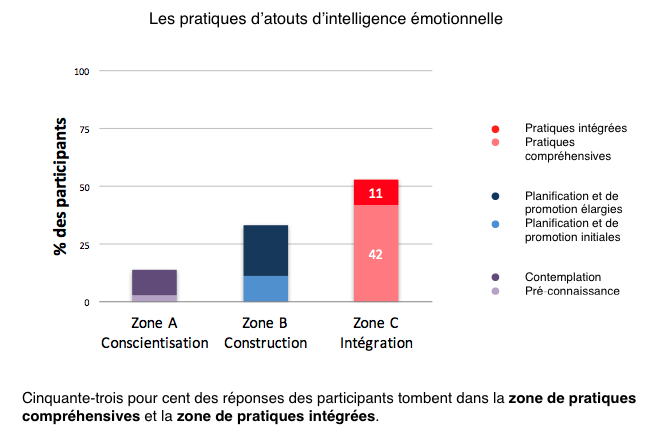 Les pratiques d'atouts d'intelligence émotionnelle
100
75
50
25
0
% des participants
11
42
Zone A
Conscientisation
Zone B
Construction
Zone C
Intégration
Pratiques intégrées
Pratiques
compréhensives
Planification et de
promotion élargies
Planification et de
promotion initiales
Contemplation
Pré-connaissance
Cinquante-trois pour cent des réponses des participants tombent dans la zone de pratiques
compréhensives et la zone de pratiques intégrées.